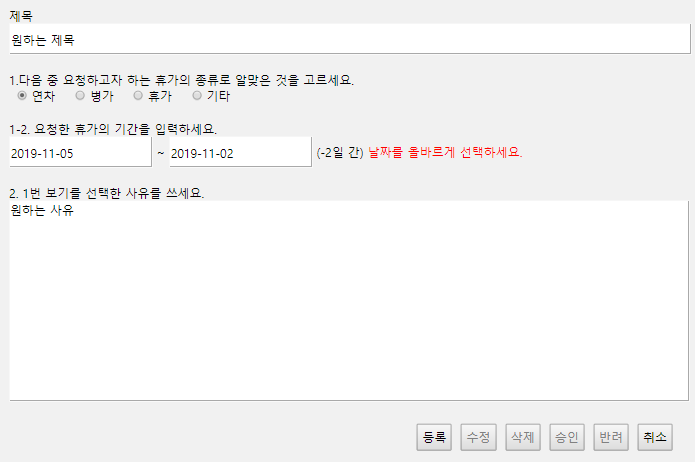 제목
원하는 제목
1.다음 중 요청하고자 하는 휴가의 종류로 알맞은 것을 고르세요.
연차 병가 휴가 기타
1-2. 요청한 휴가의 기간을 입력하세요.
2019-11-05 ~ 2019-11-02 (-2일 간) 날짜를 올바르게 선택하세요.
2. 1번 보기를 선택한 사유를 쓰세요.
원하는 사유
등록 수정 삭제 승인 반려 취소